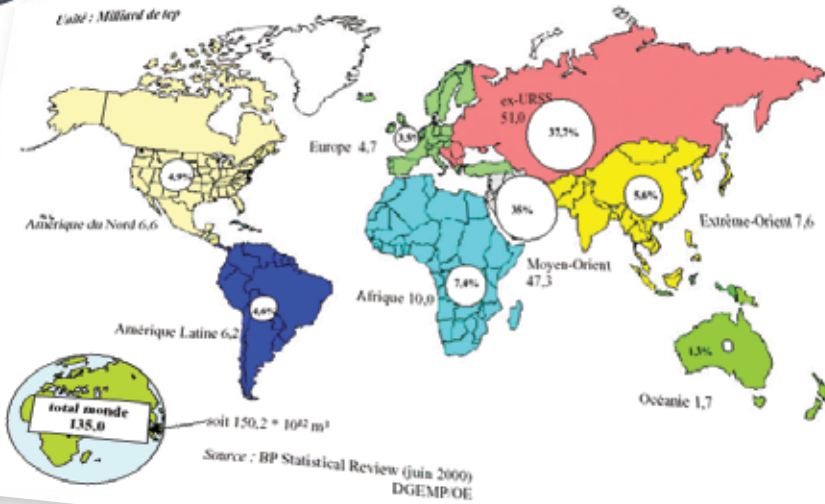 Unité : Milliard de tep
ex-URSS
51,0
37,7%
Europe 4,7
3,5%
4,9%
Amérique du Nord 6,6
35%
5,6%
Extrême-Orient 7,6
Moyen-Orient
47,3
7,4%
Afrique 10,0
4,6%
Amérique Latine 6,2
1,3%
Océanie 1,7
total monde
135,0
soit 150,2 * 10¹² m³
Source : BP Statistical Review (juin 2000)
DGEMP/OE